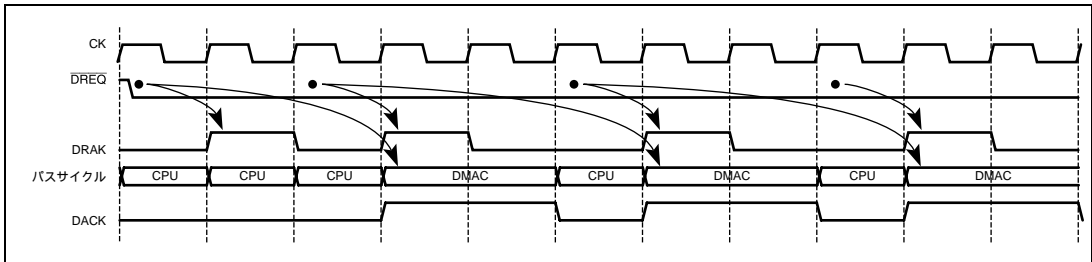 CK
DREQ
DRAK
バスサイクル CPU CPU CPU DMAC CPU DMAC CPU DMAC
DACK